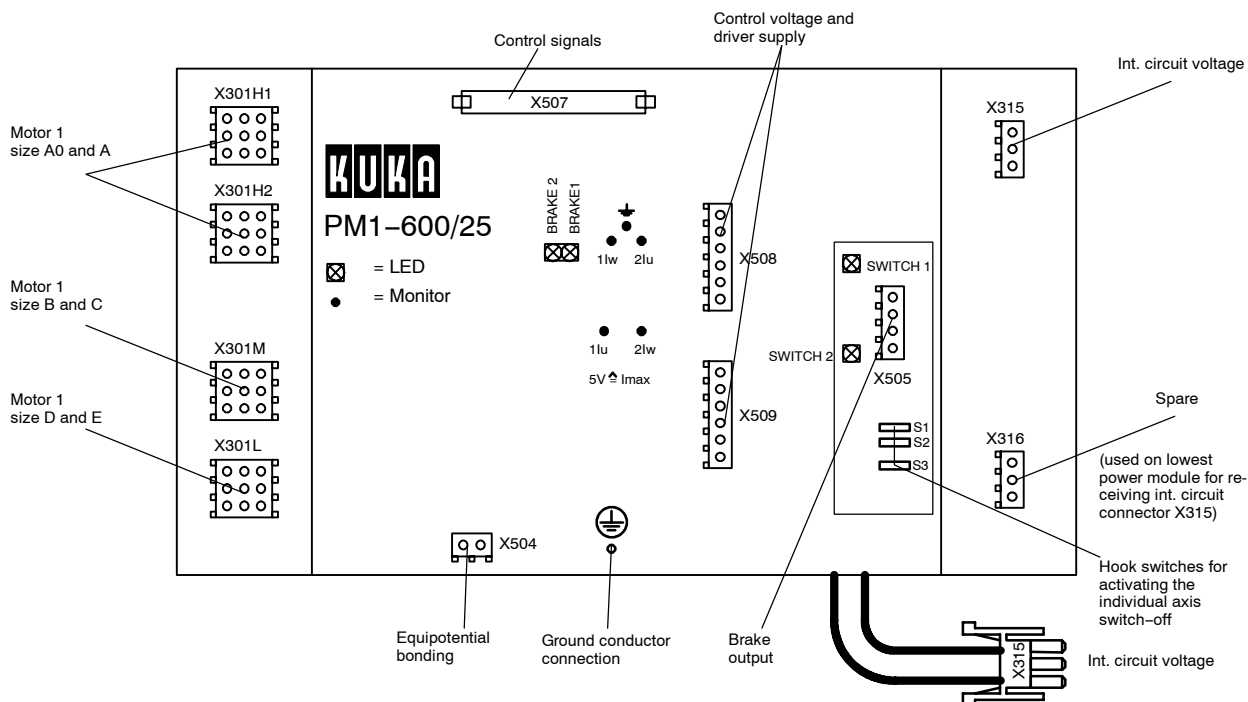 Control signals
Control voltage and
driver supply
Int. circuit voltage
X301H1
X507
X315
Motor 1
size A0 and A
KUKA
X301H2
BRAKE 2
BRAKE1
PM1–600/25
1Iw
2Iu
X508
= LED
SWITCH 1
= Monitor
Motor 1
size B and C
X301M
1Iu
2Iw
SWITCH 2
5V ≙ Imax
X505
Motor 1
size D and E
X509
Spare
S1
S2
S3
X301L
X316
(used on lowest
power module for re-
ceiving int. circuit
connector X315)
X504
Hook switches for
activating the
individual axis
switch–off
Equipotential
bonding
Ground conductor
connection
Brake
output
X315
Int. circuit voltage